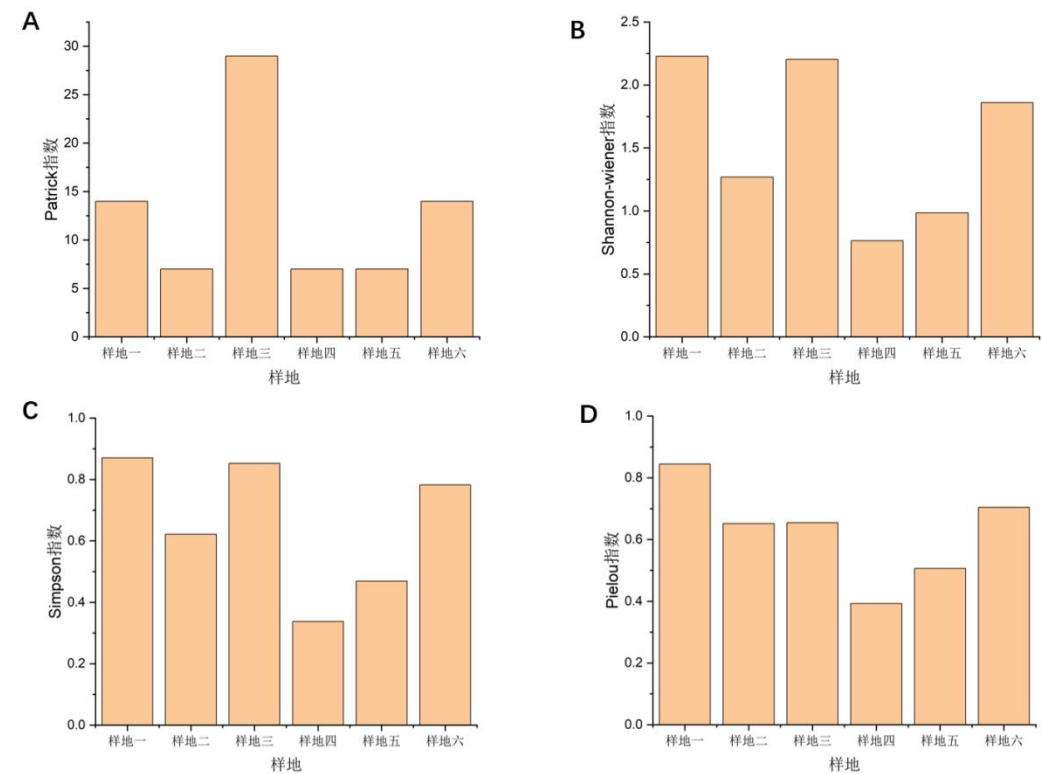 A
Patrick指数
30
25
20
15
10
5
0
样地一 样地二 样地三 样地四 样地五 样地六
样地
B
Shannon-wiener指数
2.5
2.0
1.5
1.0
0.5
0.0
样地一 样地二 样地三 样地四 样地五 样地六
样地
C
Simpson指数
1.0
0.8
0.6
0.4
0.2
0.0
样地一 样地二 样地三 样地四 样地五 样地六
样地
D
Pielou指数
1.0
0.8
0.6
0.4
0.2
0.0
样地一 样地二 样地三 样地四 样地五 样地六
样地